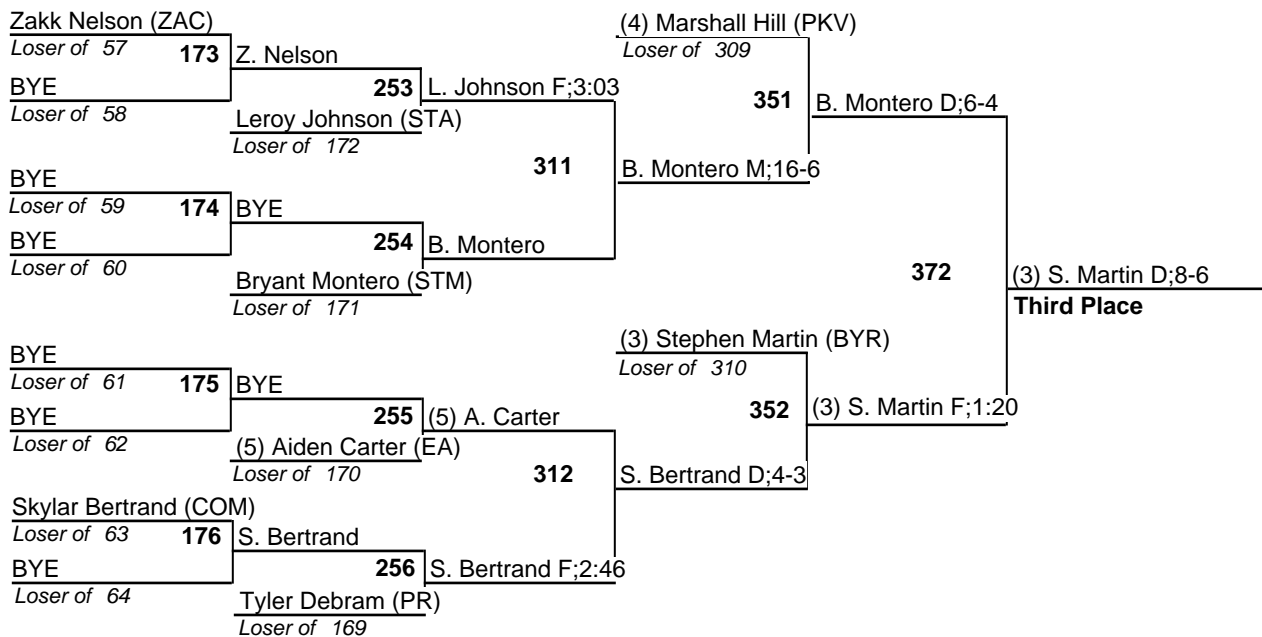 Zakk Nelson (ZAC)
Loser of 57
173
Z. Nelson
BYE
Loser of 58
253
L. Johnson F;3:03
Leroy Johnson (STA)
Loser of 172
311
B. Montero M;16-6
BYE
Loser of 59
174
BYE
BYE
Loser of 60
254
B. Montero
Bryant Montero (STM)
Loser of 171
(4) Marshall Hill (PKV)
Loser of 309
351
B. Montero D;6-4
372
(3) S. Martin D;8-6
Third Place
BYE
Loser of 61
175
BYE
BYE
Loser of 62
255
(5) A. Carter
(5) Aiden Carter (EA)
Loser of 170
312
S. Bertrand D;4-3
(3) Stephen Martin (BYR)
Loser of 310
352
(3) S. Martin F;1:20
Skylar Bertrand (COM)
Loser of 63
176
S. Bertrand
BYE
Loser of 64
256
S. Bertrand F;2:46
Tyler Debram (PR)
Loser of 169